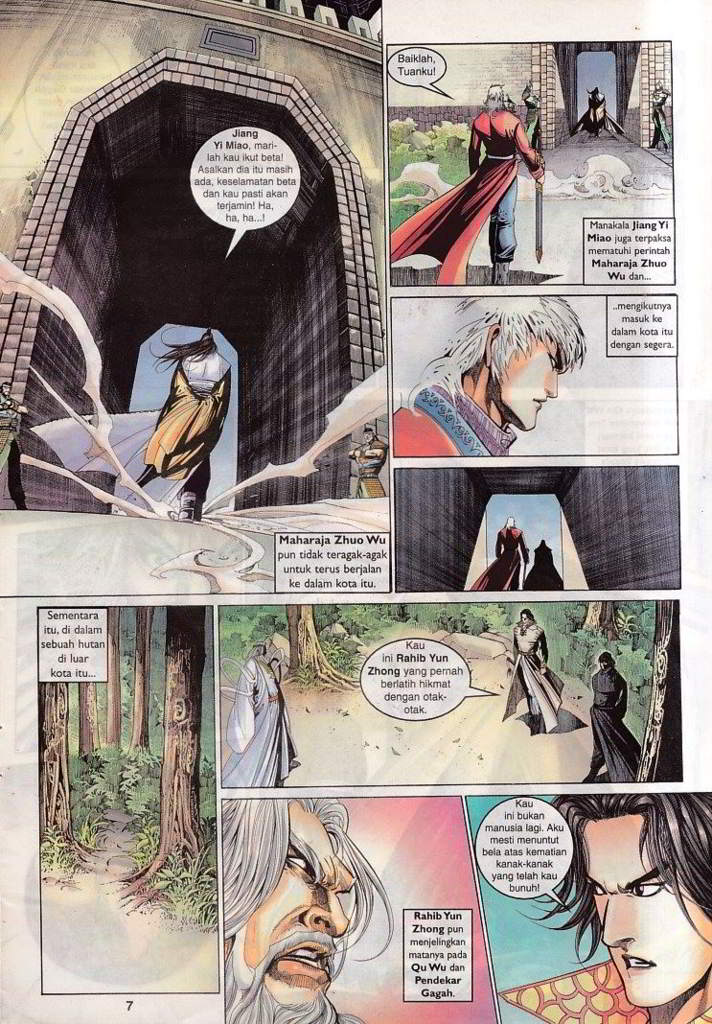 Jiang
Yi Miao, mari-
lah kau ikut beta!
Asalkan dia itu masih
ada, keselamatan beta
dan kau pasti akan
terjamin! Ha,
ha, ha...!
Maharaja Zhuo Wu
pun tidak teragak-agak
untuk terus berjalan
ke dalam kota itu.
Baiklah,
Tuanku!
Manakala Jiang Yi
Miao juga terpaksa
mematuhi perintah
Maharaja Zhuo
Wu dan...
..mengikutnya
masuk ke
dalam kota itu
dengan segera.
Sementara
itu, di dalam
sebuah hutan
di luar
kota itu...
Kau
ini Rahib Yun
Zhong yang pernah
berlatih hikmat
dengan otak-
otak.
Rahib Yun
Zhong pun
menjelingkan
matanya pada
Qu Wu dan
Pendekar
Gagah.
Kau
ini bukan
manusia lagi. Aku
mesti menuntut
bela atas kematian
kanak-kanak
yang telah kau
bunuh!
7